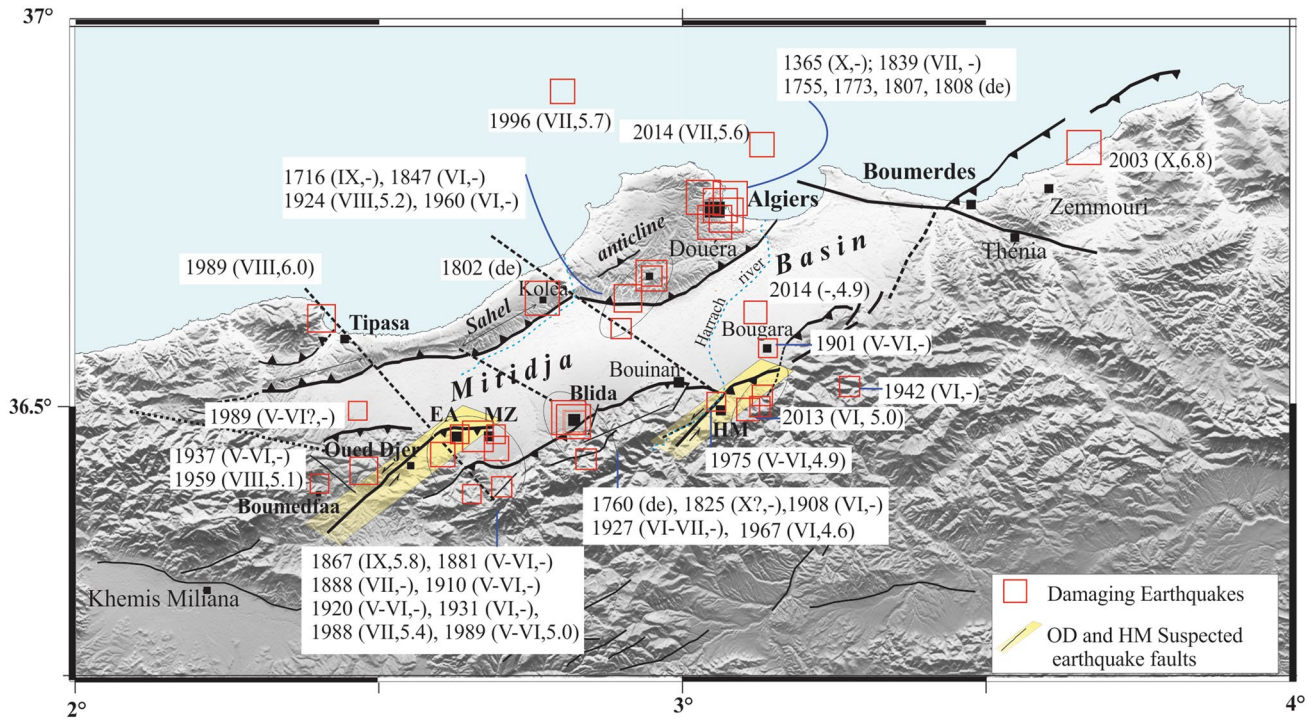 37°
1365 (X,-); 1839 (VII, -)
1755, 1773, 1807, 1808 (de)
1996 (VII,5.7)
2014 (VII,5.6)
Boumerdes
2003 (X,6.8)
1716 (IX,-), 1847 (VI,-)
1924 (VIII,5.2), 1960 (VI,-)
Algiers
Zemmouri
anticline
Douéra
Thénia
Basin
river
Harrach
1989 (VIII,6.0)
1802 (de)
Koléa
2014 (-,4.9)
Sahel
Tipasa
Bougara
1901 (V-VI,-)
Mitidja
Bouinan
1942 (VI,-)
36.5°
1989 (V-VI?,-)
EA
MZ
Blida
2013 (VI, 5.0)
HM
Oued Djer
1937 (V-VI,-)
1959 (VIII,5.1)
1975 (V-VI,4.9)
Boumedfaa
1760 (de), 1825 (X?,-),1908 (VI,-)
1927 (VI-VII,-), 1967 (VI,4.6)
1867 (IX,5.8), 1881 (V-VI,-)
1888 (VII,-), 1910 (V-VI,-)
1920 (V-VI,-), 1931 (VI,-),
1988 (VII,5.4), 1989 (V-VI,5.0)
Khemis Miliana
Damaging Earthquakes
OD and HM Suspected
earthquake faults
2°
3°
4°